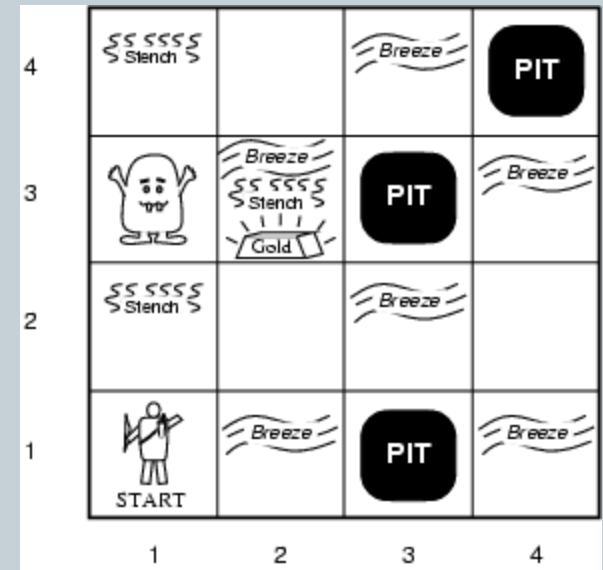 4
Stench
Breeze
PIT
3
Breeze
Stench
Gold
PIT
Breeze
2
Stench
Breeze
1
START
Breeze
PIT
Breeze
1 2 3 4